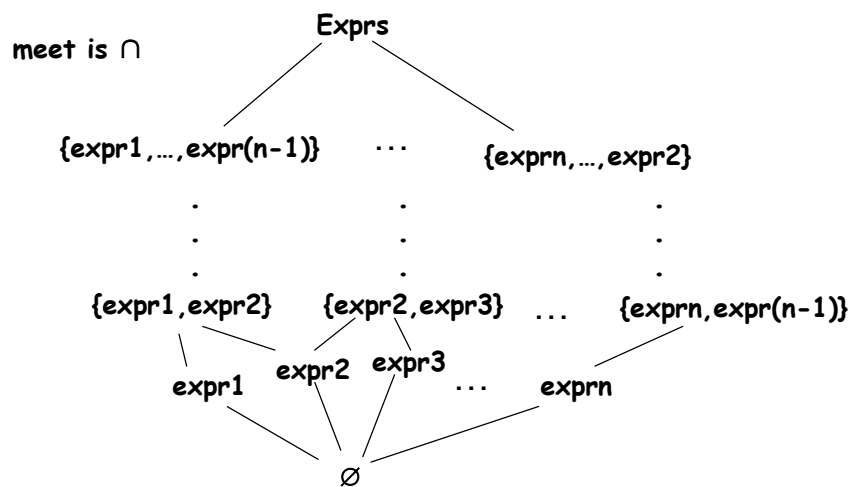 Exprs
meet is ∩
{expr1,…,expr(n-1)} ... {exprn,…,expr2}
. . .
. . .
. . .
{expr1,expr2} {expr2,expr3} ... {exprn,expr(n-1)}
expr1 expr2 expr3 ... exprn
∅